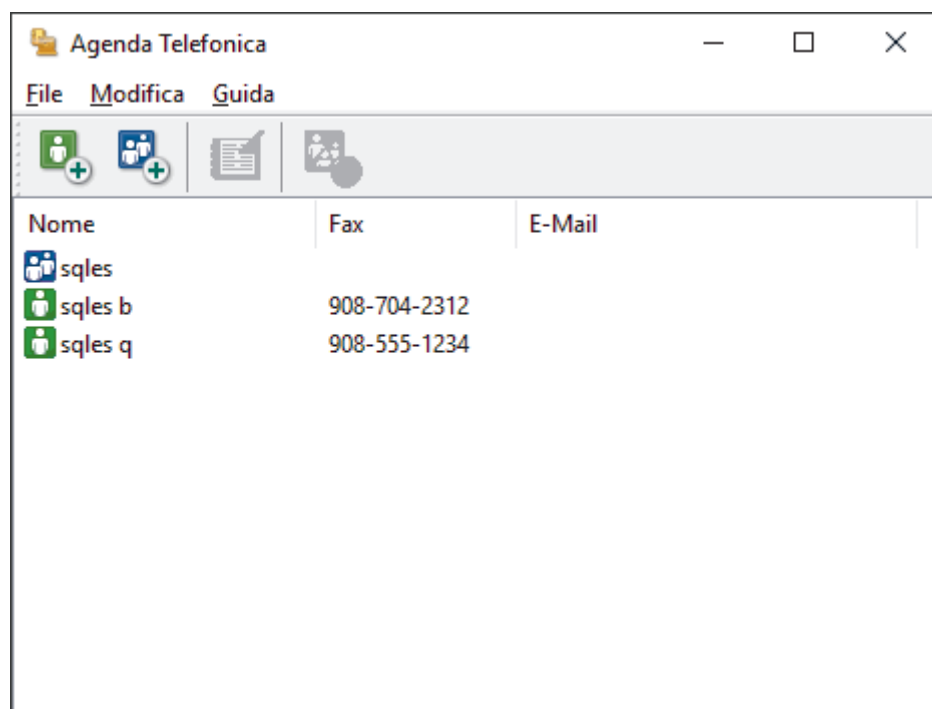 Agenda Telefonica
File Modifica Guida
Nome Fax E-Mail
sqles
sqles b 908-704-2312
sqles q 908-555-1234